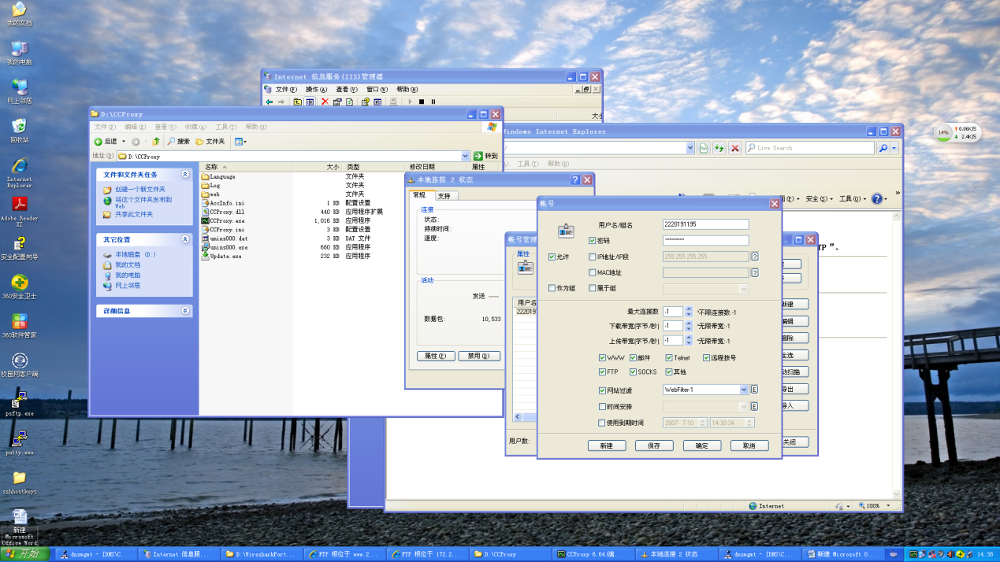 我的文档
我的电脑
网上邻居
回收站
Internet
Explorer
Adobe Reader
XI
安全配置向导
360安全卫士
360软件管家
校园网客户端
psftp.exe
putty.exe
sshhostkeys
新建
Microsoft
Office Word
Internet 信息服务(IIS)管理器
文件(F) 操作(A) 查看(V) 窗口(W) 帮助(H)
D:\CCProxy
文件(F) 编辑(E) 查看(V) 收藏(A) 工具(T) 帮助(H)
后退 搜索 文件夹
地址(D) D:\CCProxy 转到
文件和文件夹任务
创建一个新文件夹
将这个文件夹发布到
Web
共享此文件夹
其它位置
本地磁盘 (D:)
我的文档
我的电脑
网上邻居
详细信息
名称 大小 类型 修改日期 属性
Language 文件夹
Log 文件夹
web 文件夹
AccInfo.ini 1 KB 配置设置
CCProxy.dll 440 KB 应用程序扩展
CCProxy.exe 1,016 KB 应用程序
CCProxy.ini 3 KB 配置设置
unins000.dat 3 KB DAT 文件
unins000.exe 680 KB 应用程序
Update.exe 232 KB 应用程序
indows Internet Explorer
Live Search
工具(T) 帮助(H)
安全(S) 工具(O)
TP ”。
Internet 100%
14% 0.06K/S
2.4K/S
本地连接 2 状态
常规 支持
连接
状态:
持续时间:
速度:
活动
发送
数据包: 10,533
属性(P) 禁用(D)
帐号管理
属性
用户名
222019
用户数:
新建
编辑
删除
全选
动扫描
导出
导入
关闭
帐号
用户名/组名 2220191195
密码 *********
允许 IP地址/IP段 255.255.255.255 ?
MAC地址 ?
作为组 属于组
最大连接数 -1 *不限连接数:-1
下载带宽(字节/秒) -1 *无限带宽:-1
上传带宽(字节/秒) -1 *无限带宽:-1
WWW 邮件 Telnet 远程拨号
FTP SOCKS 其他
网站过滤 WebFilter-1 E
时间安排 E
使用到期时间 2007- 7-10 14:30:34
新建 保存 确定 取消
开始 dnsmgmt - [DNS\C... Internet 信息服... D:\WiresharkPort... FTP 根位于 www.2... FTP 根位于 172.2... D:\CCProxy CCProxy 6.64(演... 本地连接 2 状态 dnsmgmt - [DNS\C... 新建 Microsoft O... 14:38